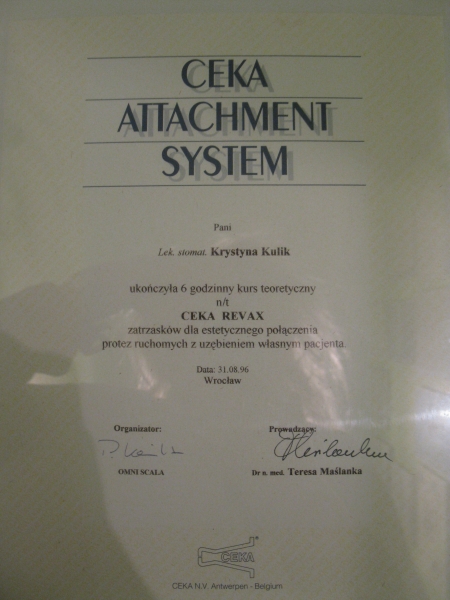 CEKA
ATTACHMENT
SYSTEM
Pani
Lek. stomat. Krystyna Kulik
ukończyła 6 godzinny kurs teoretyczny
n/t
CEKA REVAX
zatrzasków dla estetycznego połączenia
protez ruchomych z uzębieniem własnym pacjenta.
Data: 31.08.96
Wrocław
Organizator: Prowadzący:
OMNI SCALA Dr n. med. Teresa Maślanka
CEKA®
CEKA N.V. Antwerpen - Belgium